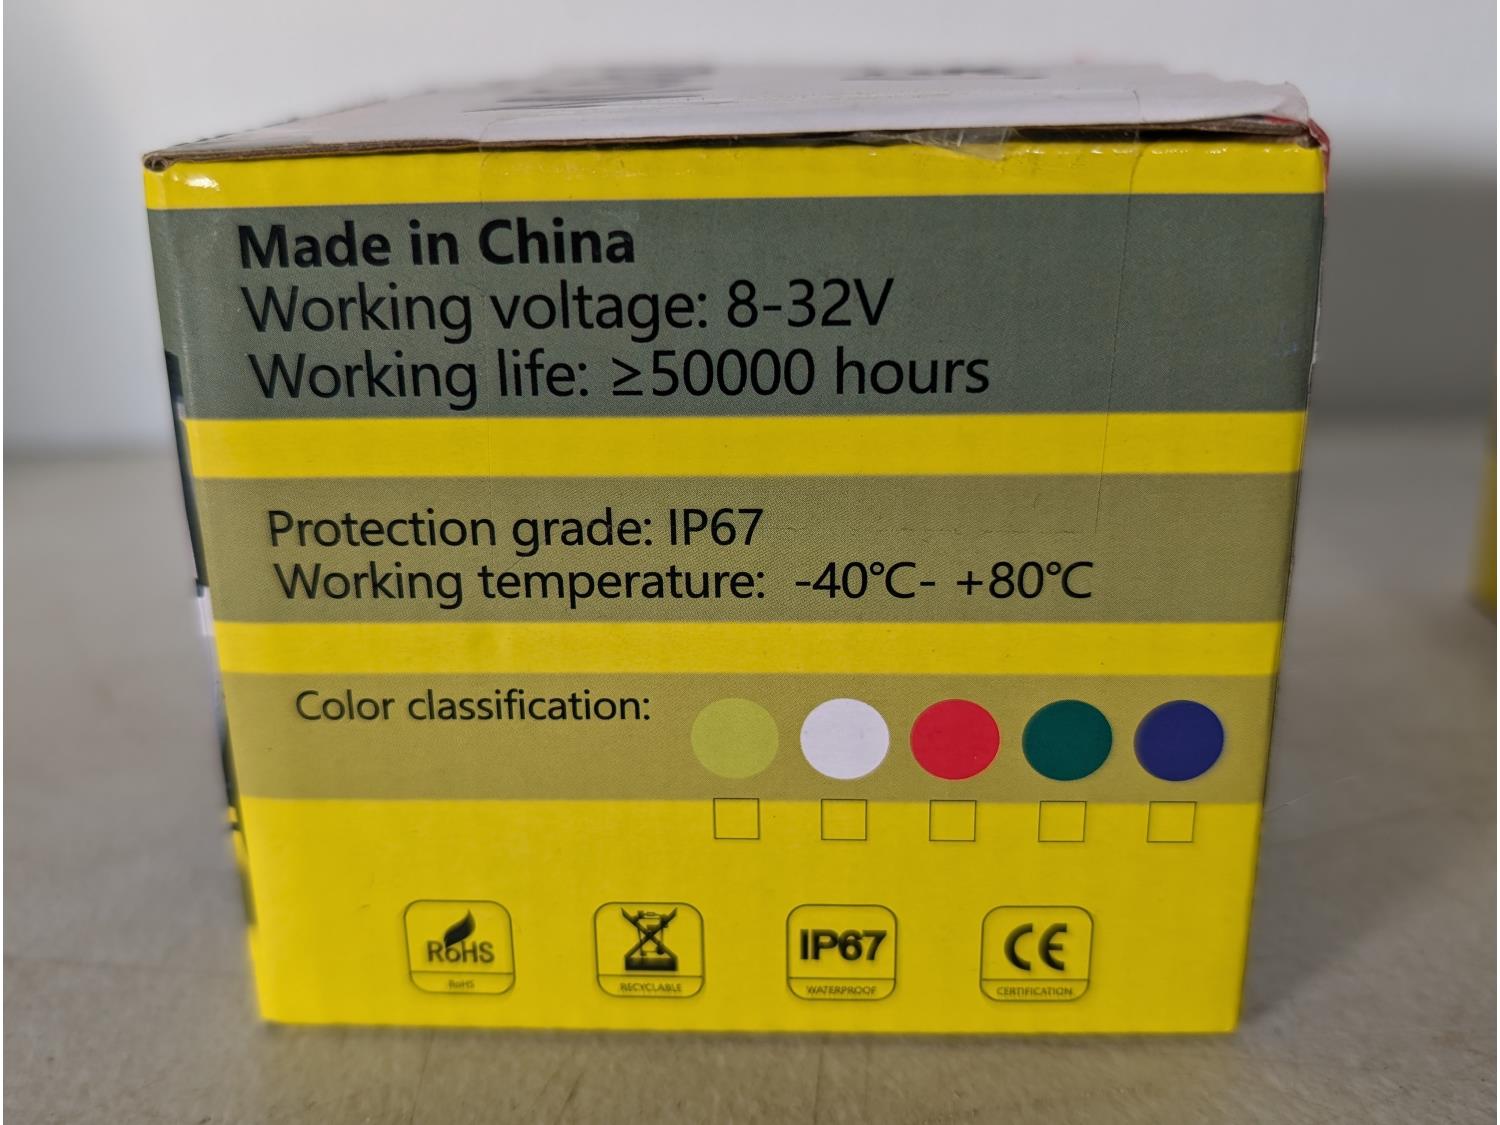 Made in China
Working voltage: 8-32V
Working life: ≥50000 hours
Protection grade: IP67
Working temperature: -40℃- +80℃
Color classification:
RoHS
RoHS
RECYCLABLE
IP67
WATERPROOF
CE
CERTIFICATION